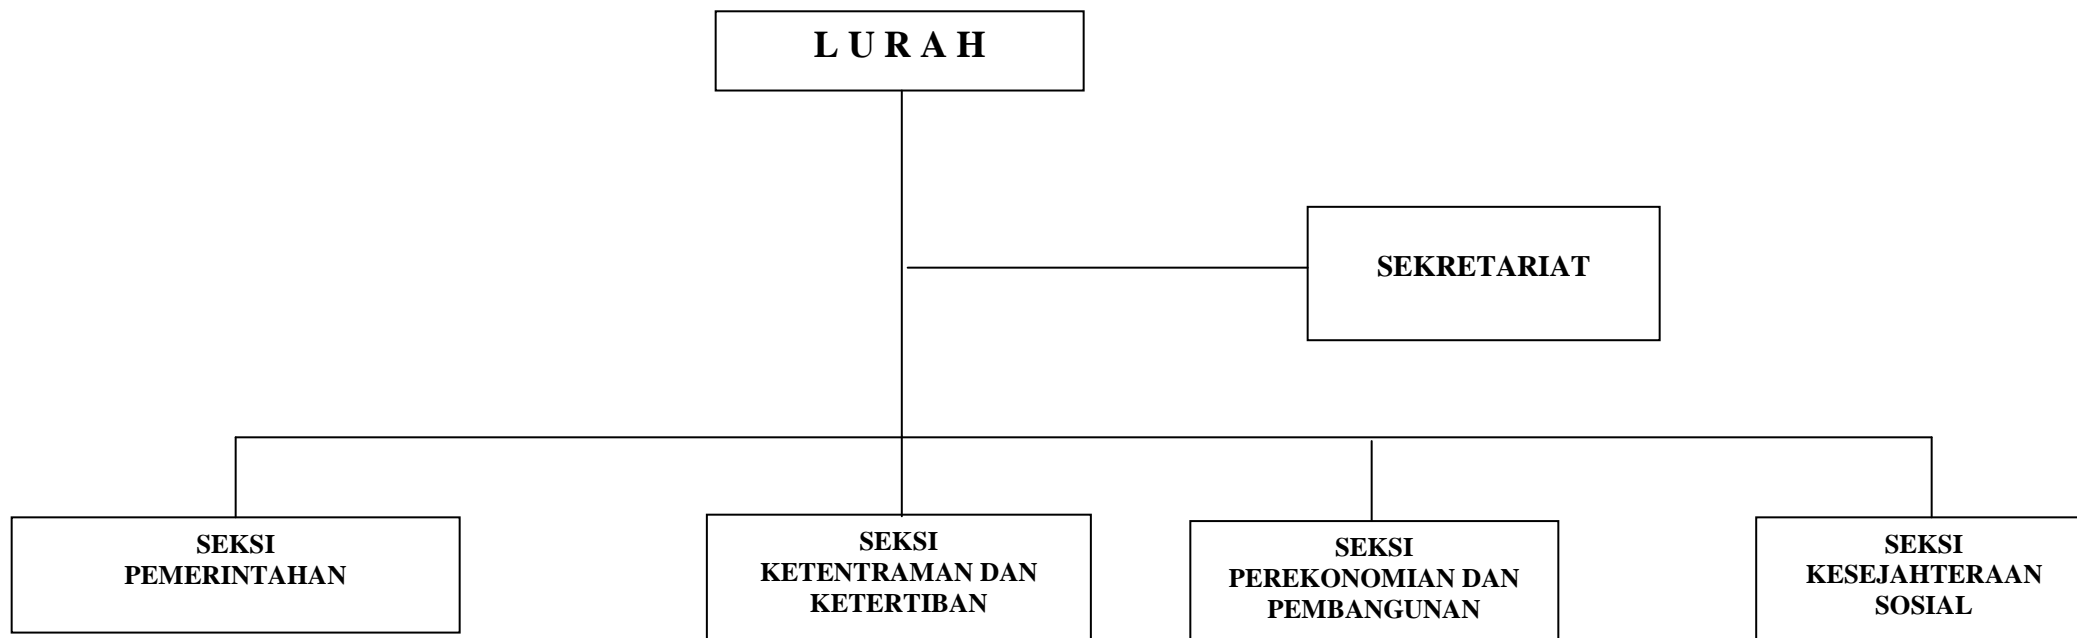 L U R A H
SEKRETARIAT
SEKSI
PEMERINTAHAN
SEKSI
KETENTRAMAN DAN
KETERTIBAN
SEKSI
PEREKONOMIAN DAN
PEMBANGUNAN
SEKSI
KESEJAHTERAAN
SOSIAL